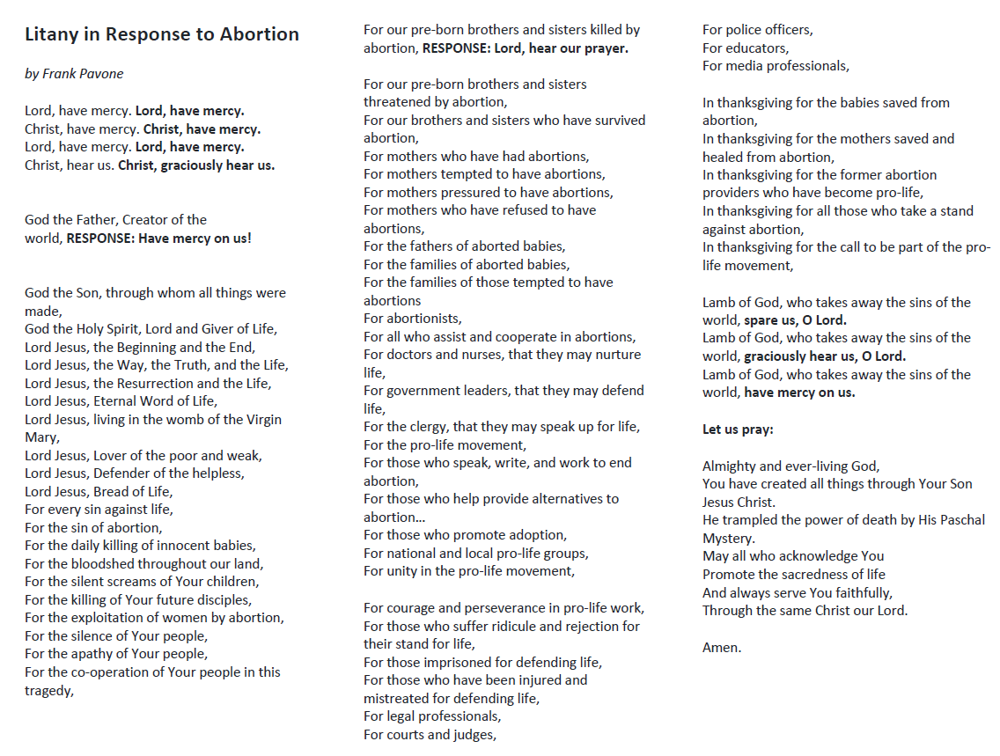 Litany in Response to Abortion
by Frank Pavone
Lord, have mercy. Lord, have mercy.
Christ, have mercy. Christ, have mercy.
Lord, have mercy. Lord, have mercy.
Christ, hear us. Christ, graciously hear us.
God the Father, Creator of the
world, RESPONSE: Have mercy on us!
God the Son, through whom all things were
made,
God the Holy Spirit, Lord and Giver of Life,
Lord Jesus, the Beginning and the End,
Lord Jesus, the Way, the Truth, and the Life,
Lord Jesus, the Resurrection and the Life,
Lord Jesus, Eternal Word of Life,
Lord Jesus, living in the womb of the Virgin
Mary,
Lord Jesus, Lover of the poor and weak,
Lord Jesus, Defender of the helpless,
Lord Jesus, Bread of Life,
For every sin against life,
For the sin of abortion,
For the daily killing of innocent babies,
For the bloodshed throughout our land,
For the silent screams of Your children,
For the killing of Your future disciples,
For the exploitation of women by abortion,
For the silence of Your people,
For the apathy of Your people,
For the co-operation of Your people in this
tragedy,
For our pre-born brothers and sisters killed by
abortion, RESPONSE: Lord, hear our prayer.
For our pre-born brothers and sisters
threatened by abortion,
For our brothers and sisters who have survived
abortion,
For mothers who have had abortions,
For mothers tempted to have abortions,
For mothers pressured to have abortions,
For mothers who have refused to have
abortions,
For the fathers of aborted babies,
For the families of aborted babies,
For the families of those tempted to have
abortions
For abortionists,
For all who assist and cooperate in abortions,
For doctors and nurses, that they may nurture
life,
For government leaders, that they may defend
life,
For the clergy, that they may speak up for life,
For the pro-life movement,
For those who speak, write, and work to end
abortion,
For those who help provide alternatives to
abortion…
For those who promote adoption,
For national and local pro-life groups,
For unity in the pro-life movement,
For courage and perseverance in pro-life work,
For those who suffer ridicule and rejection for
their stand for life,
For those imprisoned for defending life,
For those who have been injured and
mistreated for defending life,
For legal professionals,
For courts and judges,
For police officers,
For educators,
For media professionals,
In thanksgiving for the babies saved from
abortion,
In thanksgiving for the mothers saved and
healed from abortion,
In thanksgiving for the former abortion
providers who have become pro-life,
In thanksgiving for all those who take a stand
against abortion,
In thanksgiving for the call to be part of the pro-
life movement,
Lamb of God, who takes away the sins of the
world, spare us, O Lord.
Lamb of God, who takes away the sins of the
world, graciously hear us, O Lord.
Lamb of God, who takes away the sins of the
world, have mercy on us.
Let us pray:
Almighty and ever-living God,
You have created all things through Your Son
Jesus Christ.
He trampled the power of death by His Paschal
Mystery.
May all who acknowledge You
Promote the sacredness of life
And always serve You faithfully,
Through the same Christ our Lord.
Amen.